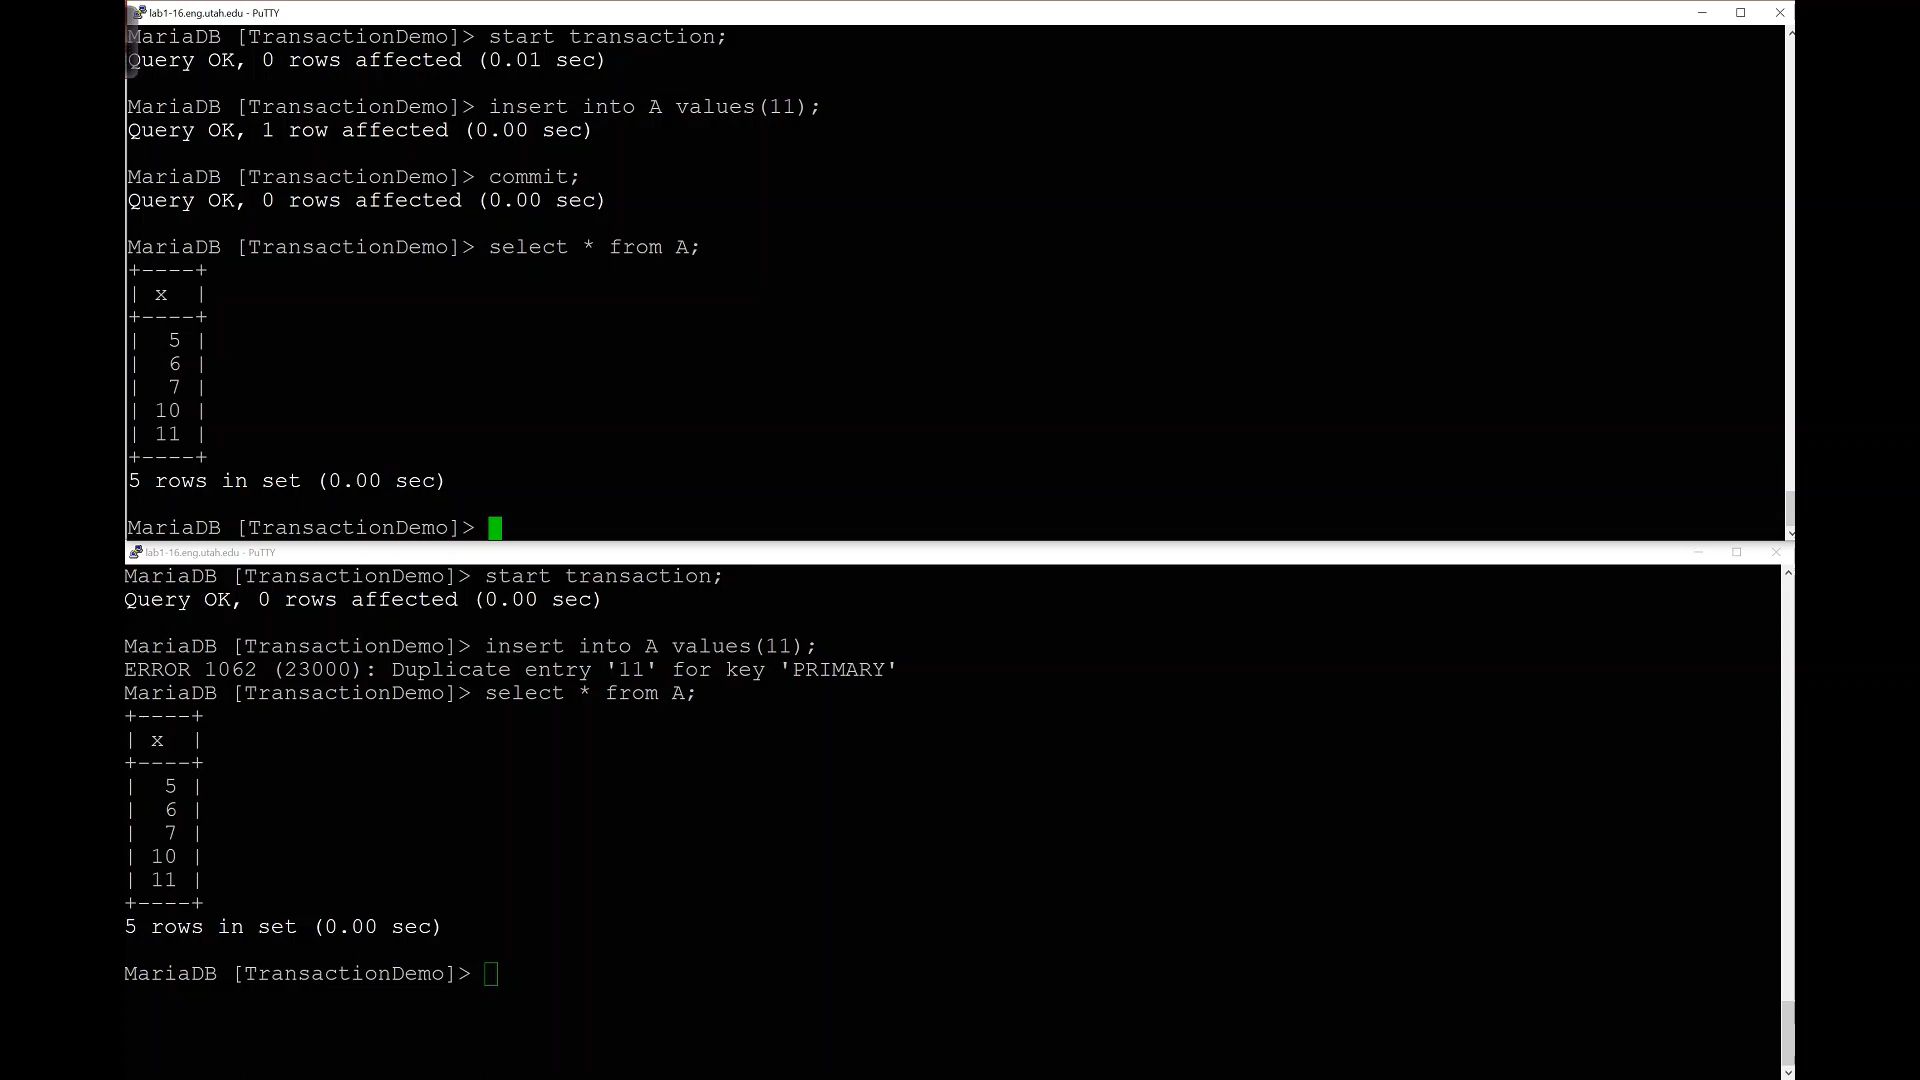 lab1-16.eng.utah.edu - PuTTY
MariaDB [TransactionDemo]> start transaction;
Query OK, 0 rows affected (0.01 sec)
MariaDB [TransactionDemo]> insert into A values(11);
Query OK, 1 row affected (0.00 sec)
MariaDB [TransactionDemo]> commit;
Query OK, 0 rows affected (0.00 sec)
MariaDB [TransactionDemo]> select * from A;
+----+
| x  |
+----+
|  5 |
|  6 |
|  7 |
| 10 |
| 11 |
+----+
5 rows in set (0.00 sec)
MariaDB [TransactionDemo]>
lab1-16.eng.utah.edu - PuTTY
MariaDB [TransactionDemo]> start transaction;
Query OK, 0 rows affected (0.00 sec)
MariaDB [TransactionDemo]> insert into A values(11);
ERROR 1062 (23000): Duplicate entry '11' for key 'PRIMARY'
MariaDB [TransactionDemo]> select * from A;
+----+
| x  |
+----+
|  5 |
|  6 |
|  7 |
| 10 |
| 11 |
+----+
5 rows in set (0.00 sec)
MariaDB [TransactionDemo]>